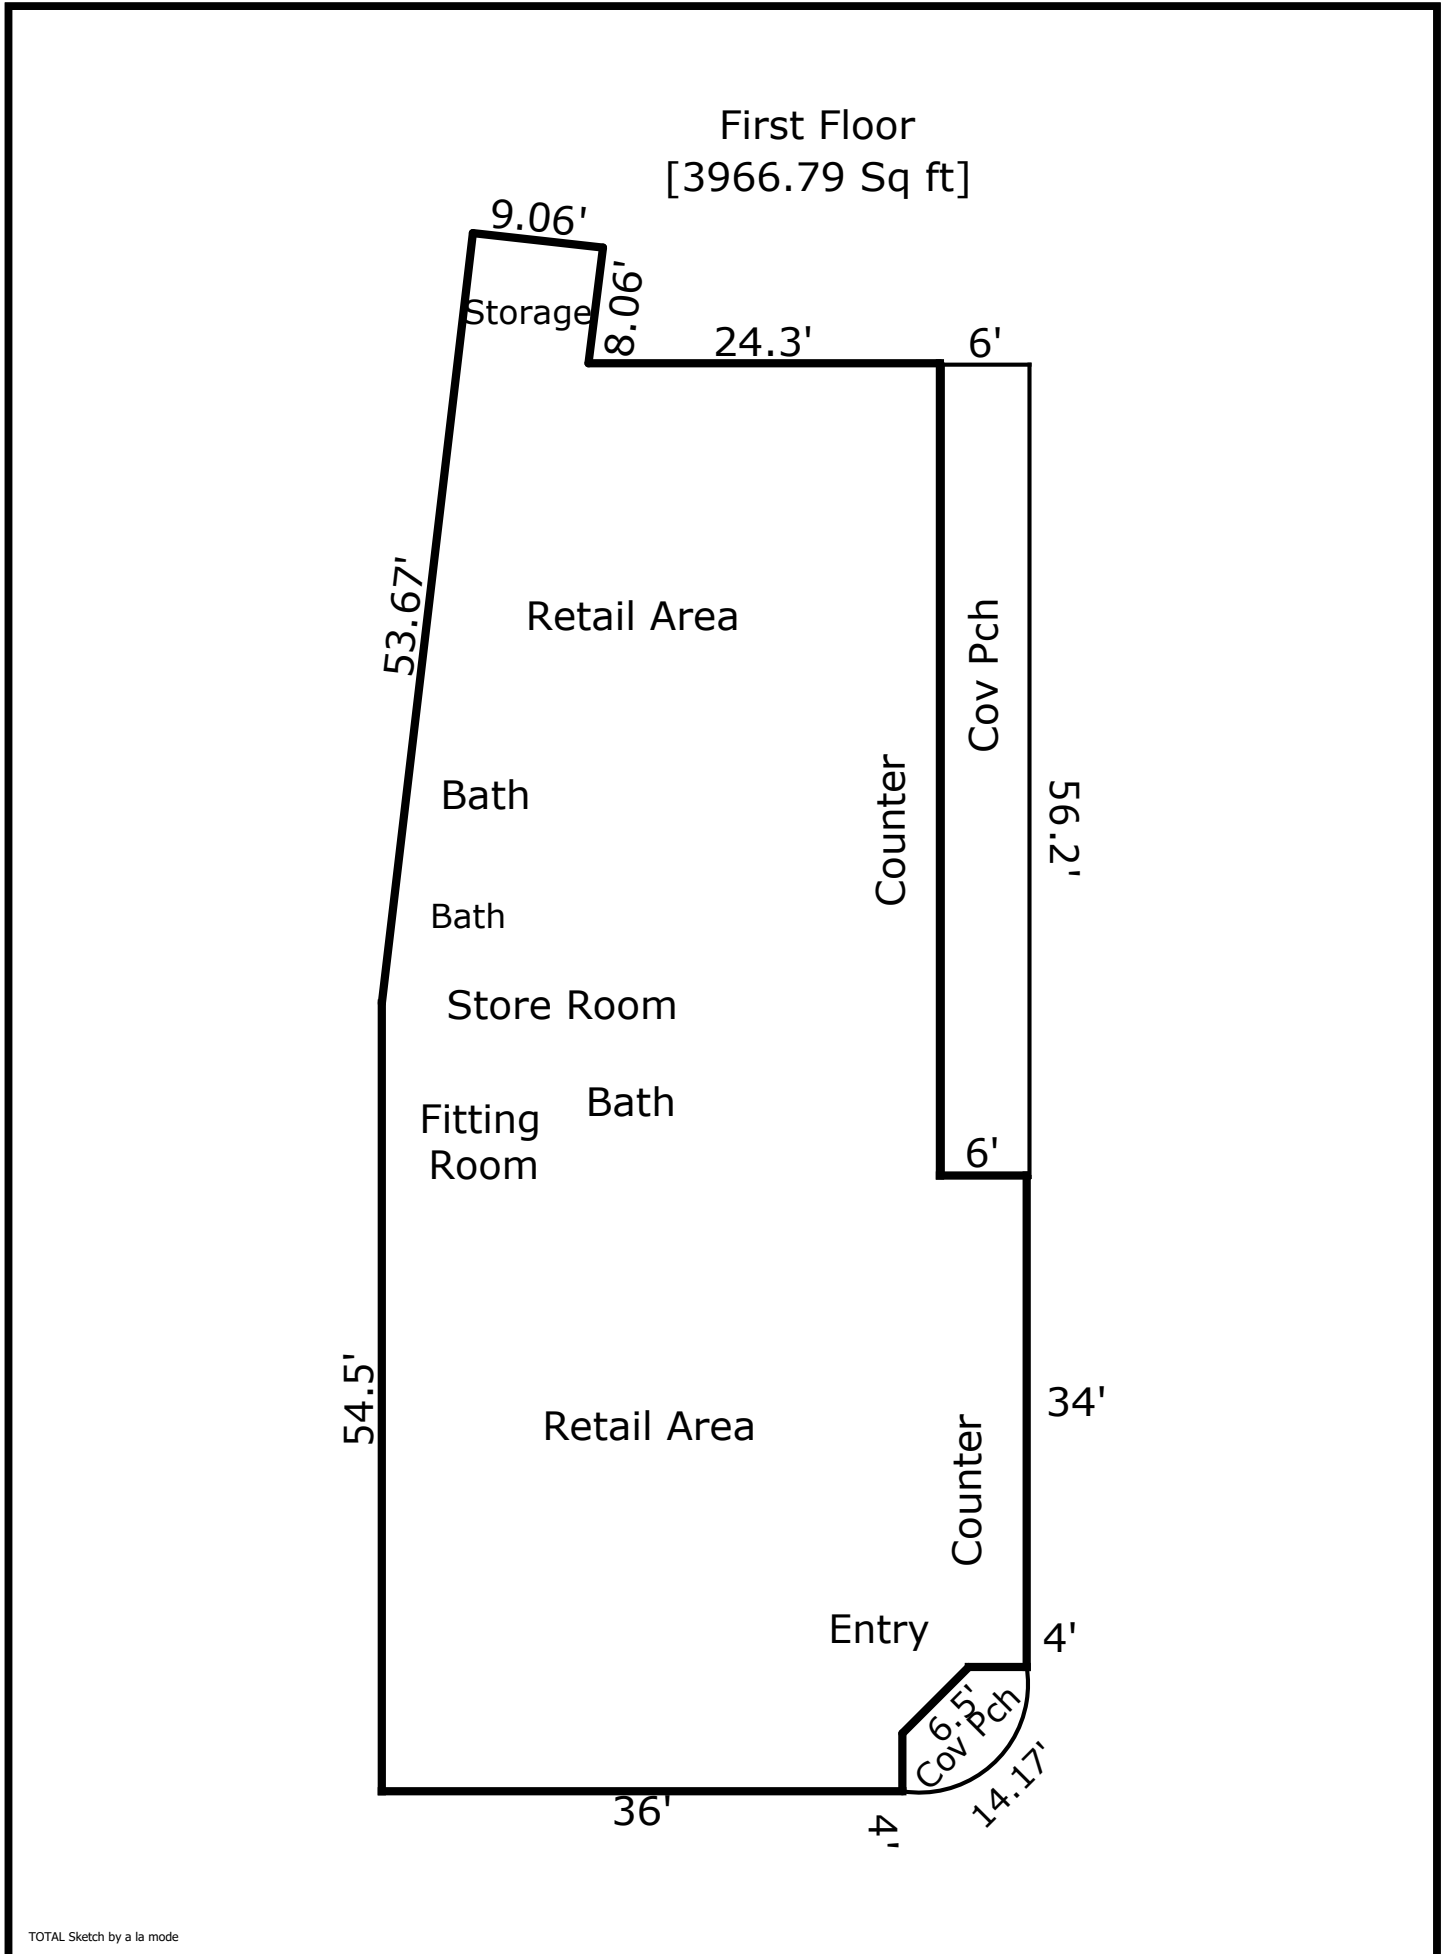 First Floor
[3966.79 Sq ft]
9.06'
Storage
8.06'
24.3'
6'
53.67'
Retail Area
Cov Pch
Bath
Counter
56.2'
Bath
Store Room
Bath
Fitting
Room
6'
54.5'
Retail Area
34'
Counter
Entry
4'
6.5'
Cov Pch
14.17'
36'
4'
TOTAL Sketch by a la mode